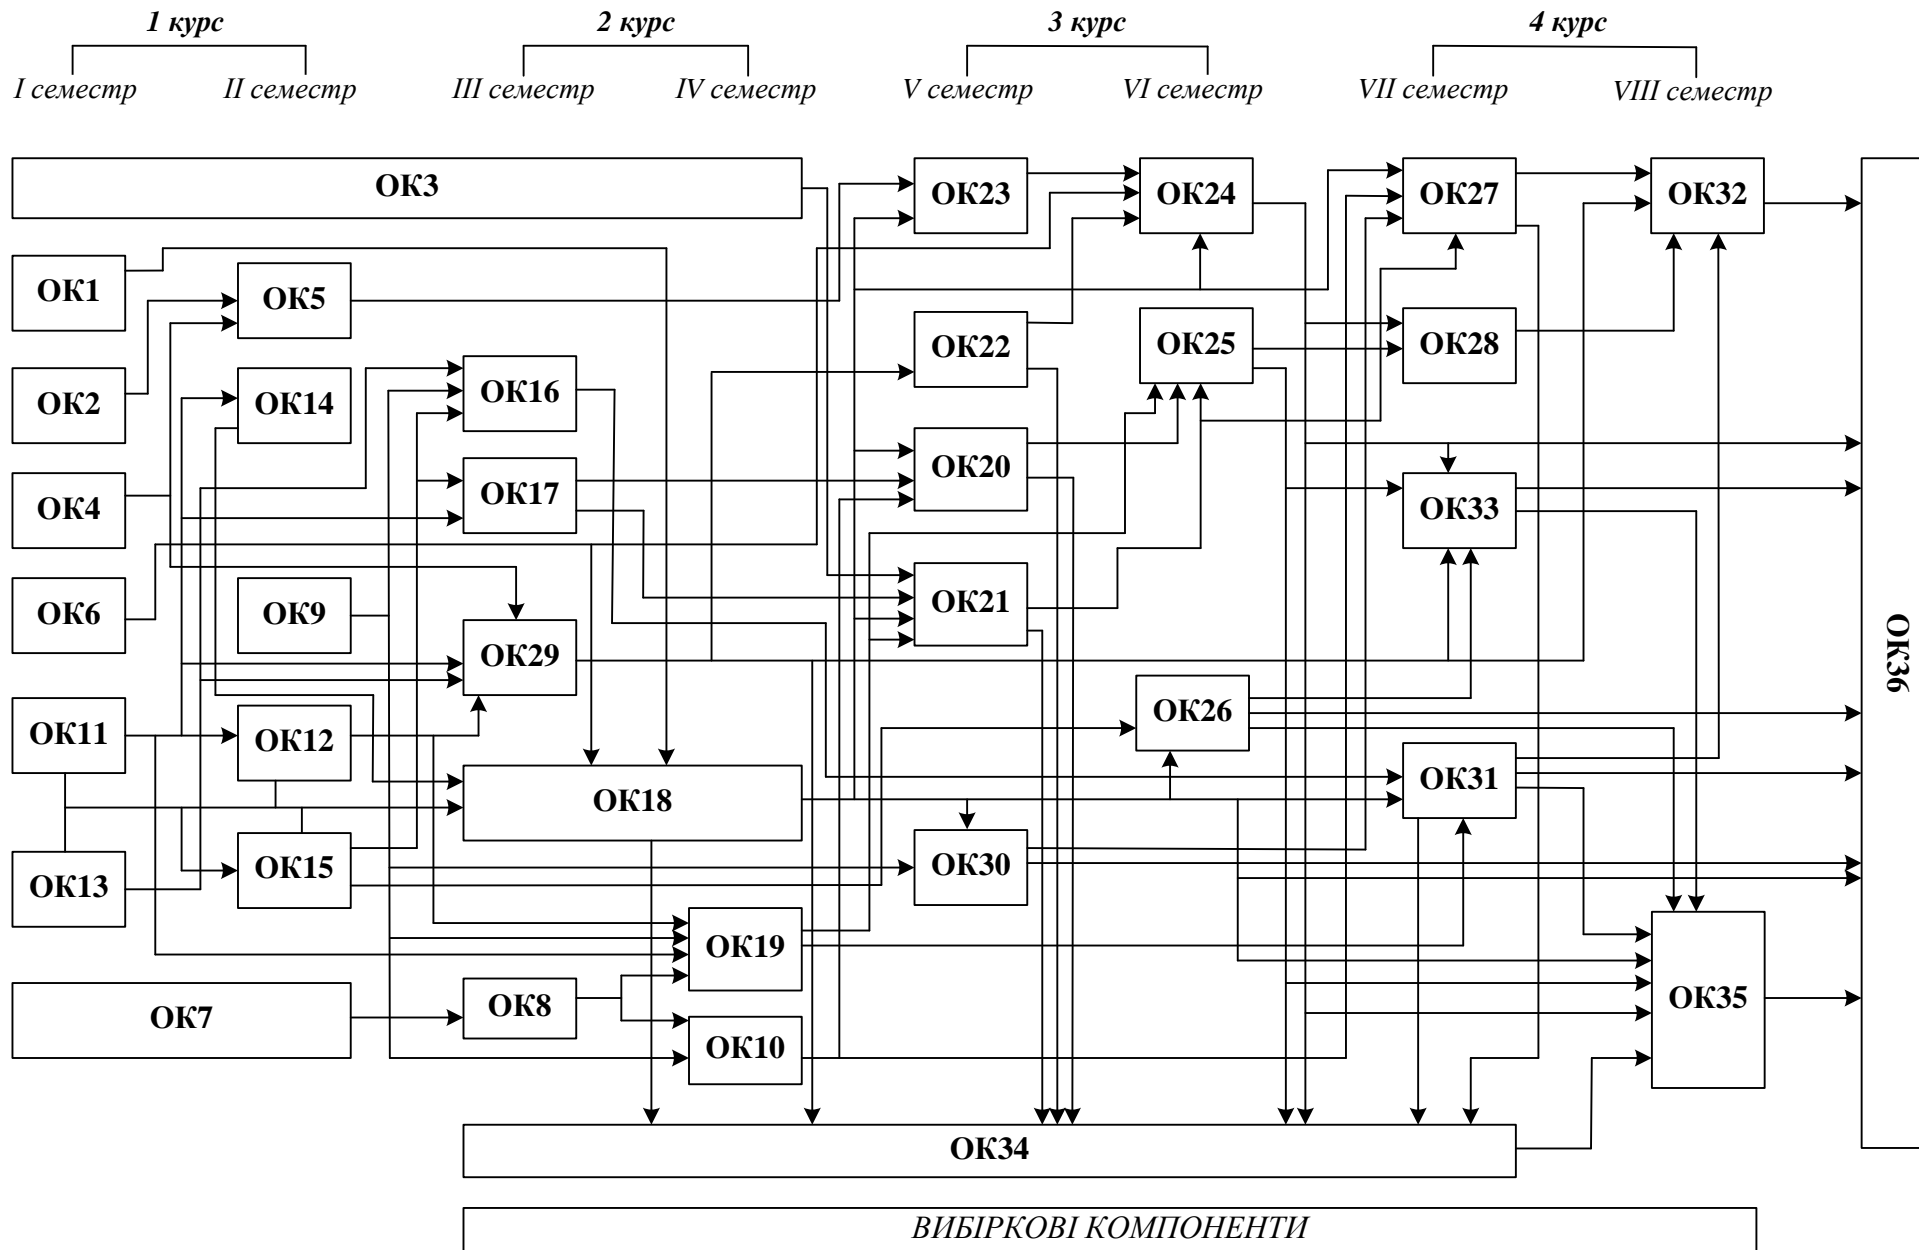 1 курс 2 курс 3 курс 4 курс
I семестр II семестр III семестр IV семестр V семестр VI семестр VII семестр VIII семестр
ОК3
ОК23
ОК24
ОК27
ОК32
ОК1
ОК5
ОК22
ОК25
ОК28
ОК2
ОК14
ОК16
ОК4
ОК17
ОК20
ОК33
ОК6
ОК9
ОК29
ОК21
ОК36
ОК11
ОК12
ОК26
ОК18
ОК31
ОК13
ОК15
ОК30
ОК19
ОК7
ОК8
ОК10
ОК35
ОК34
ВИБІРКОВІ КОМПОНЕНТИ